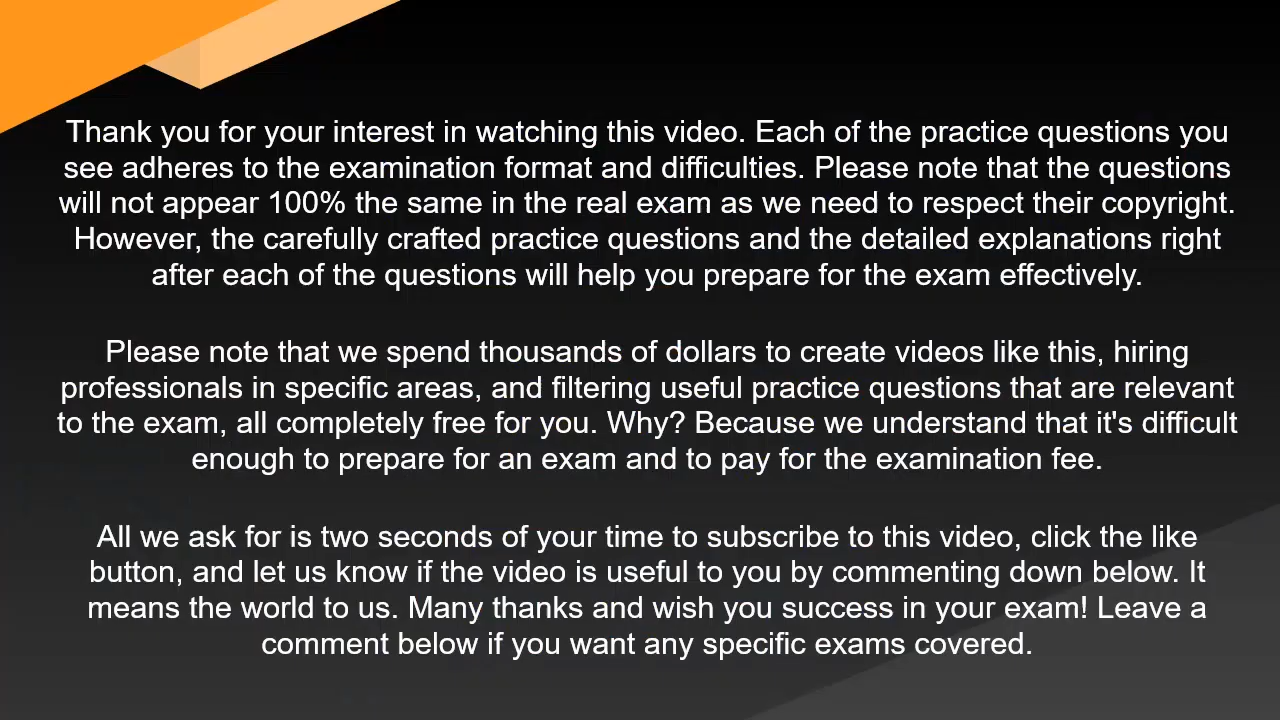 Thank you for your interest in watching this video. Each of the practice questions you
see adheres to the examination format and difficulties. Please note that the questions
will not appear 100% the same in the real exam as we need to respect their copyright.
However, the carefully crafted practice questions and the detailed explanations right
after each of the questions will help you prepare for the exam effectively.
Please note that we spend thousands of dollars to create videos like this, hiring
professionals in specific areas, and filtering useful practice questions that are relevant
to the exam, all completely free for you. Why? Because we understand that it's difficult
enough to prepare for an exam and to pay for the examination fee.
All we ask for is two seconds of your time to subscribe to this video, click the like
button, and let us know if the video is useful to you by commenting down below. It
means the world to us. Many thanks and wish you success in your exam! Leave a
comment below if you want any specific exams covered.